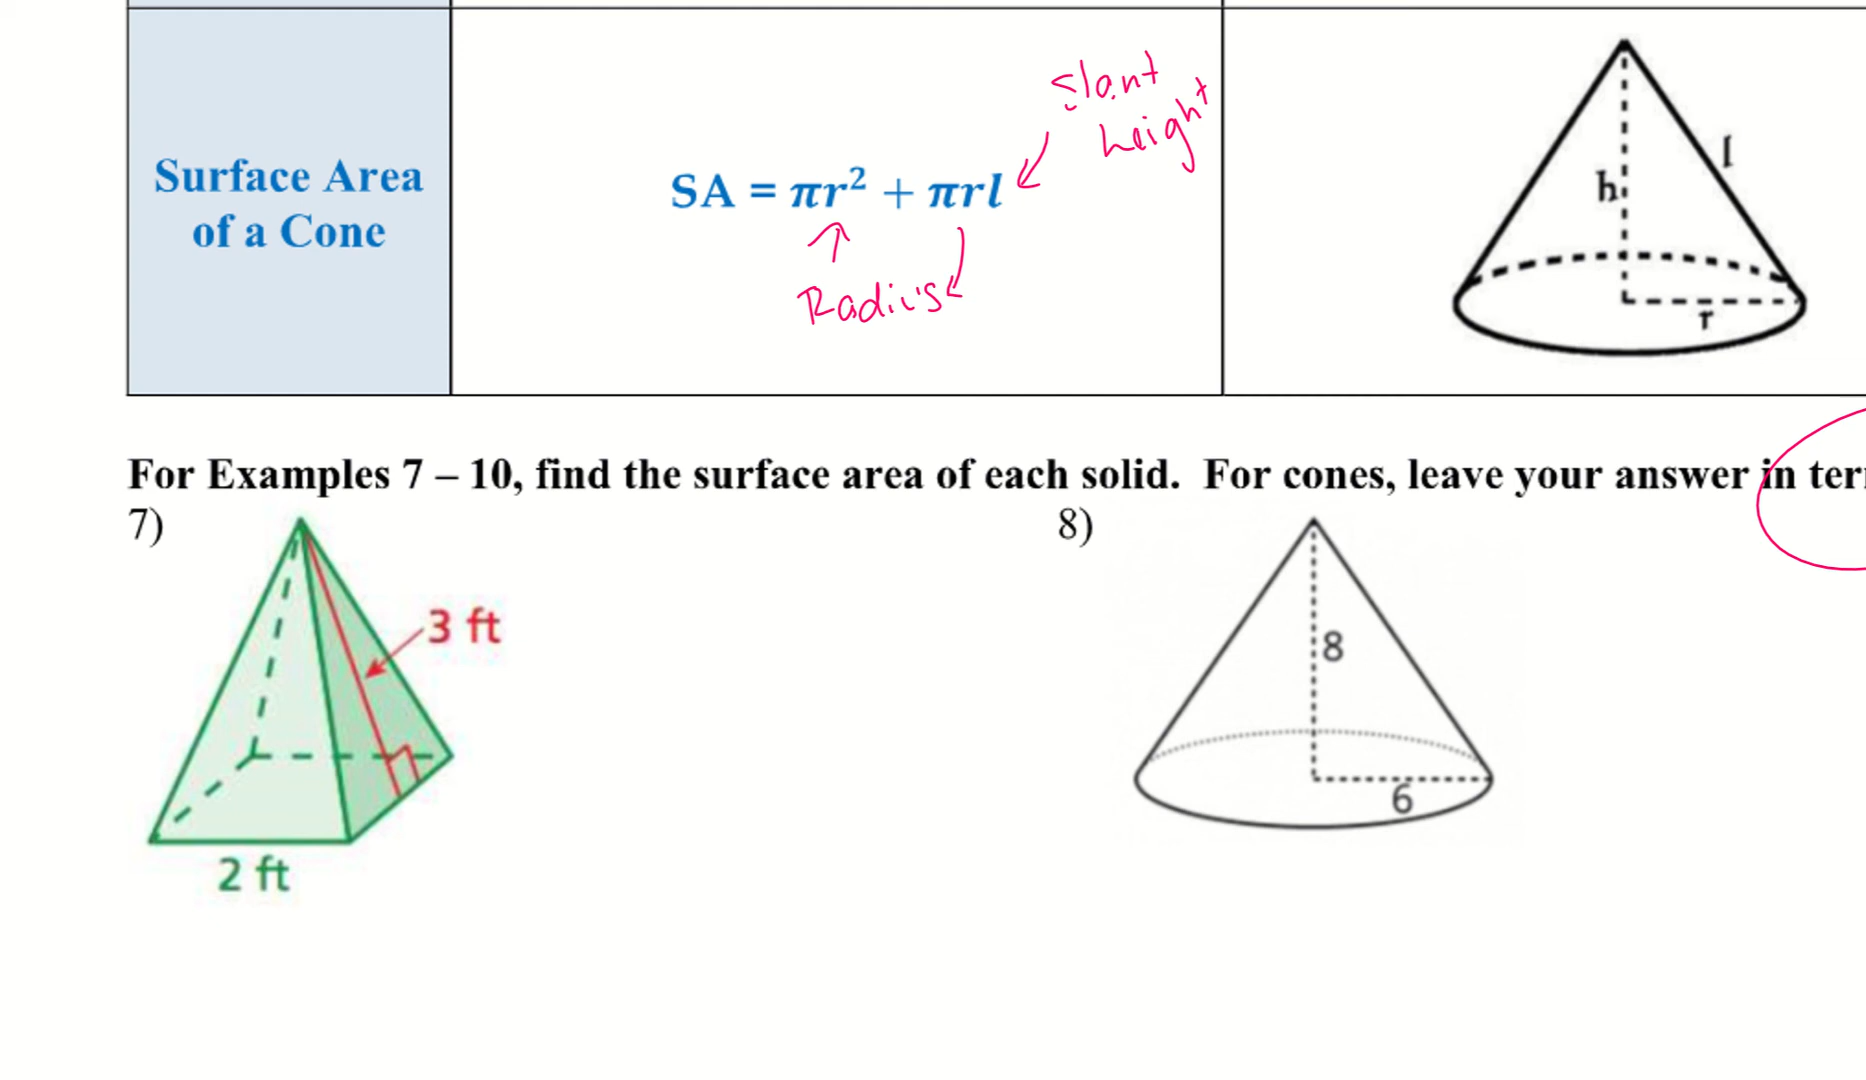 Slant
height
Surface Area
of a Cone
SA = πr² + πrl
Radius
h
l
r
For Examples 7 – 10, find the surface area of each solid. For cones, leave your answer in ter
7)
8)
3 ft
2 ft
8
6